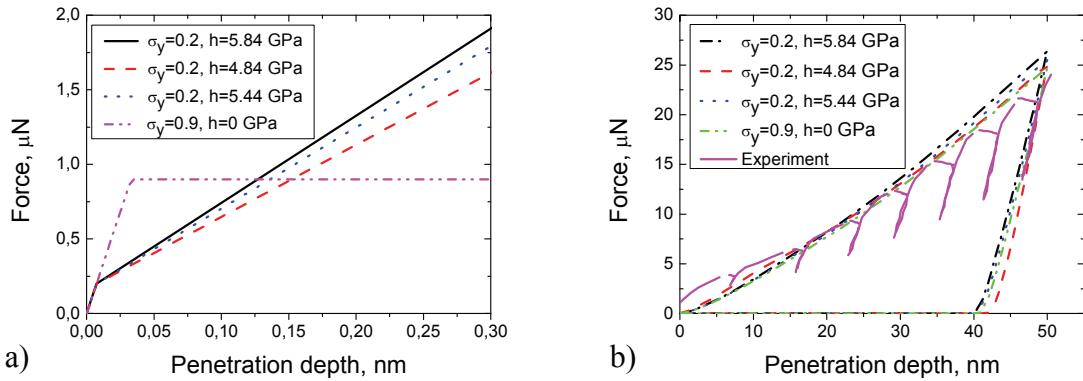 2,0
1,5
1,0
0,5
0,0
Force, μN
σy=0.2, h=5.84 GPa
σy=0.2, h=4.84 GPa
σy=0.2, h=5.44 GPa
σy=0.9, h=0 GPa
0,00 0,05 0,10 0,15 0,20 0,25 0,30
Penetration depth, nm
a)
30
25
20
15
10
5
0
Force, μN
σy=0.2, h=5.84 GPa
σy=0.2, h=4.84 GPa
σy=0.2, h=5.44 GPa
σy=0.9, h=0 GPa
Experiment
0 10 20 30 40 50
Penetration depth, nm
b)